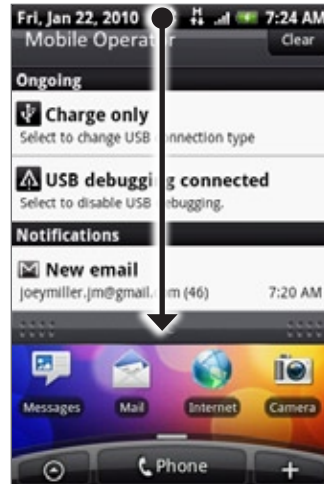 Fri, Jan 22, 2010 H 7:24 AM
Mobile Operator Clear
Ongoing
Charge only
Select to change USB connection type
USB debugging connected
Select to disable USB debugging.
Notifications
New email
joeymiller.jm@gmail.com (46) 7:20 AM
Messages Mail Internet Camera
Phone